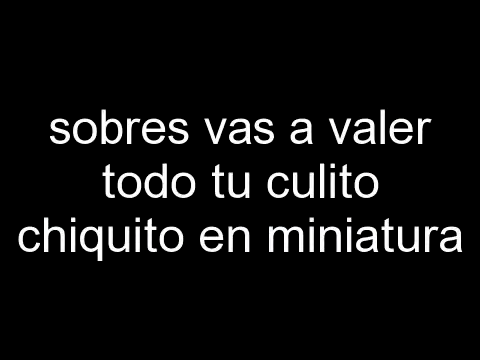 sobres vas a valer
todo tu culito
chiquito en miniatura